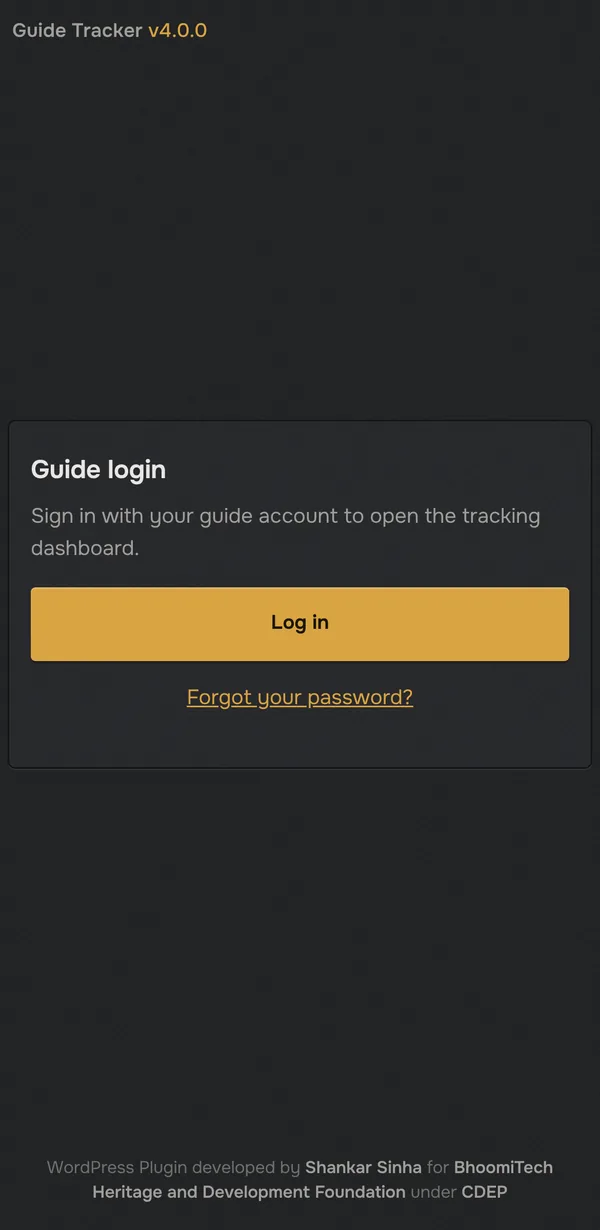 Guide Tracker v4.0.0
Guide login
Sign in with your guide account to open the tracking
dashboard.
Log in
Forgot your password?
WordPress Plugin developed by Shankar Sinha for BhoomiTech
Heritage and Development Foundation under CDEP